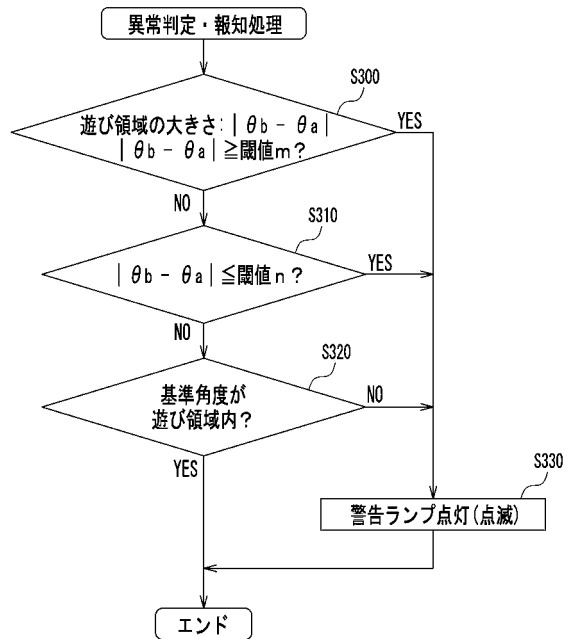 異常判定・報知処理
S300
遊び領域の大きさ:|θb-θa|
|θb-θa|≧閾値m?
YES
NO
S310
|θb-θa|≦閾値n?
YES
NO
S320
基準角度が
遊び領域内?
NO
YES
S330
警告ランプ点灯(点滅)
エンド